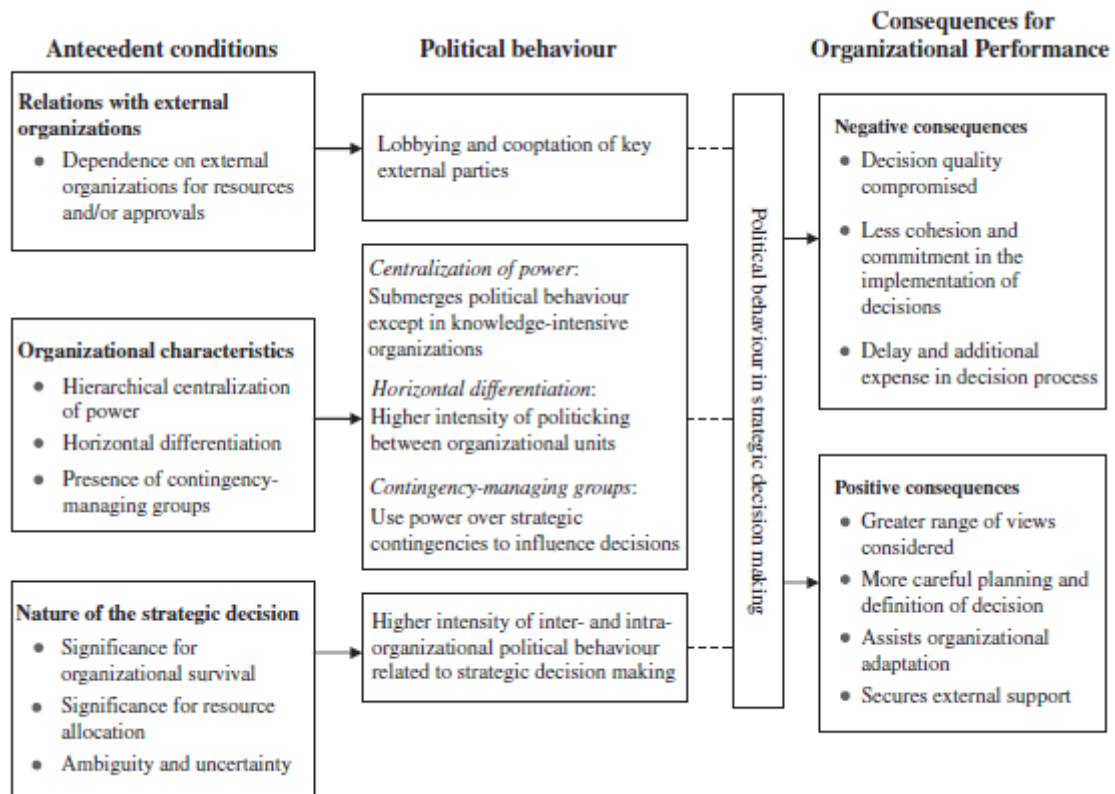 Antecedent conditions
Relations with external
organizations
● Dependence on external
organizations for resources
and/or approvals
Organizational characteristics
● Hierarchical centralization
of power
● Horizontal differentiation
● Presence of contingency-
managing groups
Nature of the strategic decision
● Significance for
organizational survival
● Significance for resource
allocation
● Ambiguity and uncertainty
Political behaviour
Lobbying and cooptation of key
external parties
Centralization of power:
Submerges political behaviour
except in knowledge-intensive
organizations
Horizontal differentiation:
Higher intensity of politicking
between organizational units
Contingency-managing groups:
Use power over strategic
contingencies to influence decisions
Higher intensity of inter- and intra-
organizational political behaviour
related to strategic decision making
Political behaviour in strategic decision making
Consequences for
Organizational Performance
Negative consequences
● Decision quality
compromised
● Less cohesion and
commitment in the
implementation of
decisions
● Delay and additional
expense in decision process
Positive consequences
● Greater range of views
considered
● More careful planning and
definition of decision
● Assists organizational
adaptation
● Secures external support